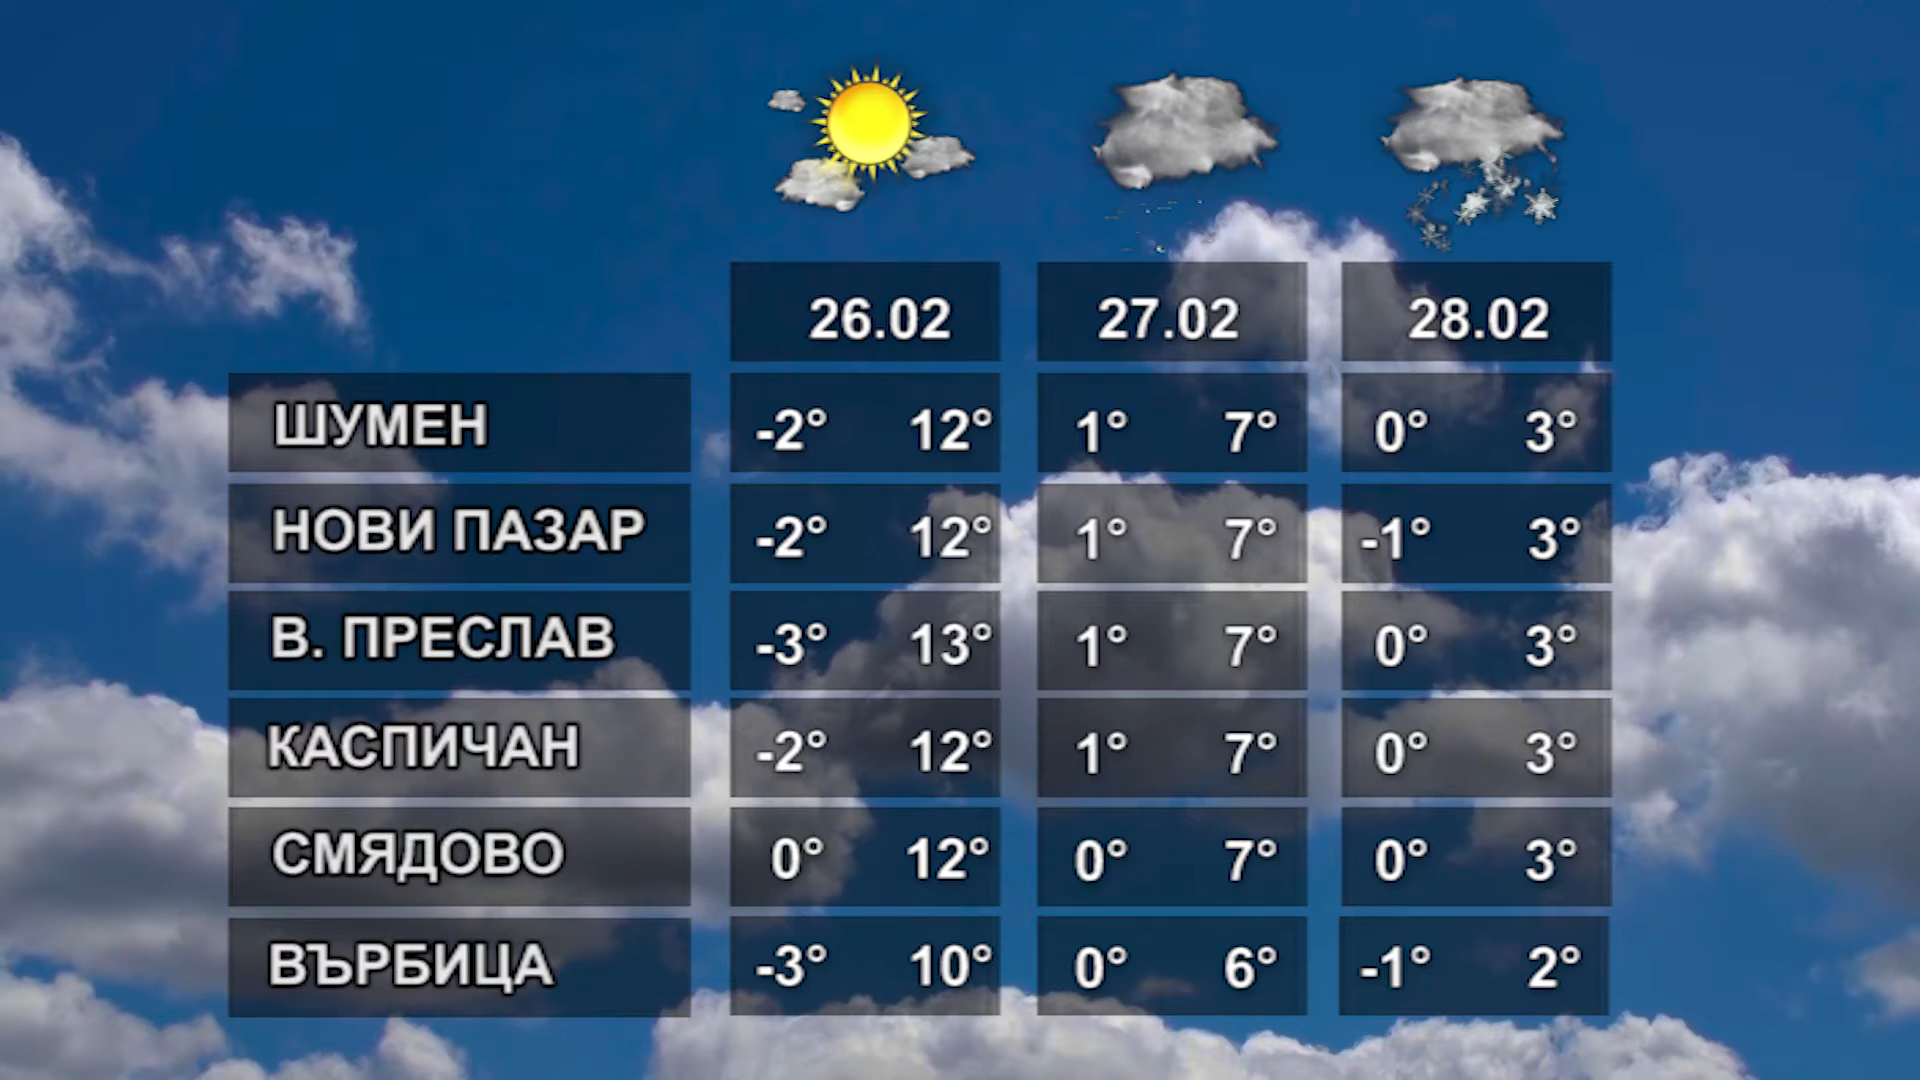 26.02 27.02 28.02
ШУМЕН -2° 12° 1° 7° 0° 3°
НОВИ ПАЗАР -2° 12° 1° 7° -1° 3°
В. ПРЕСЛАВ -3° 13° 1° 7° 0° 3°
КАСПИЧАН -2° 12° 1° 7° 0° 3°
СМЯДОВО 0° 12° 0° 7° 0° 3°
ВЪРБИЦА -3° 10° 0° 6° -1° 2°